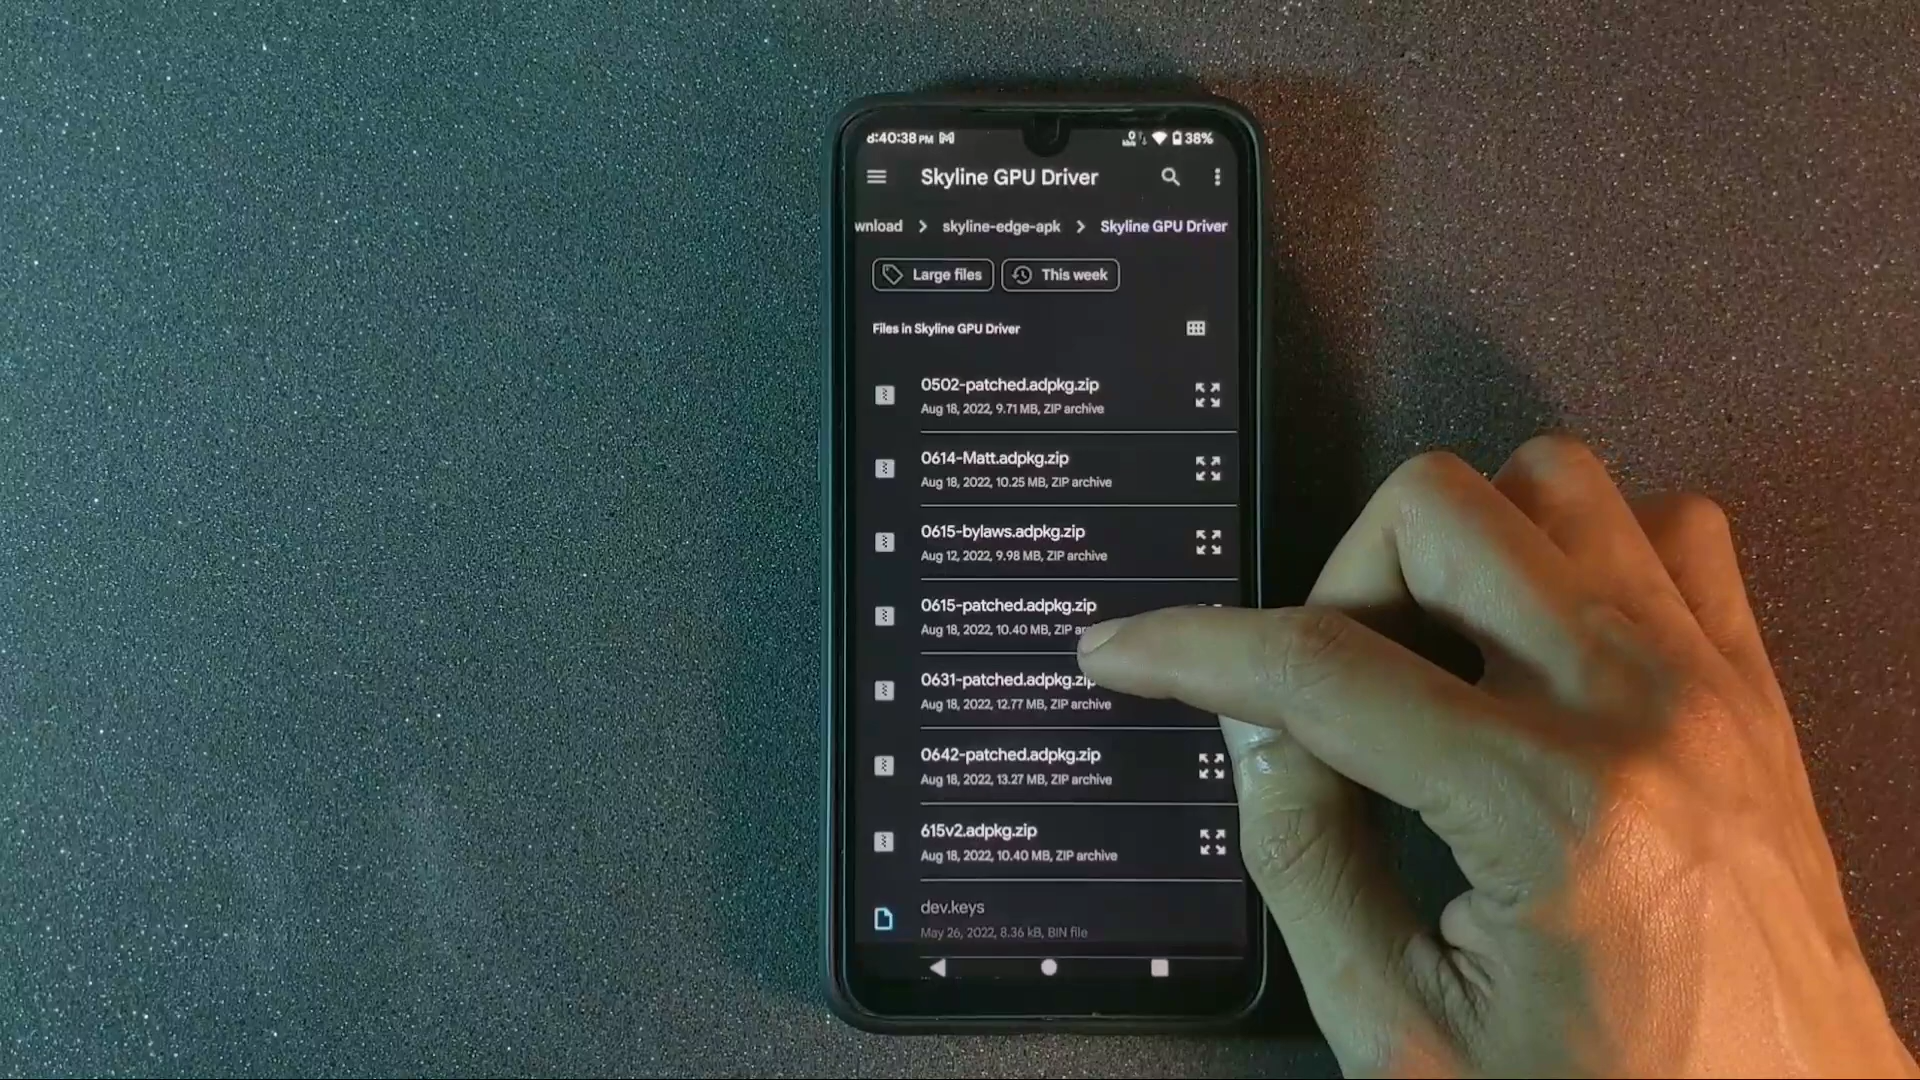 8:40:38 PM
38%
Skyline GPU Driver
wnload > skyline-edge-apk > Skyline GPU Driver
Large files
This week
Files in Skyline GPU Driver
0502-patched.adpkg.zip
Aug 18, 2022, 9.71 MB, ZIP archive
0614-Matt.adpkg.zip
Aug 18, 2022, 10.25 MB, ZIP archive
0615-bylaws.adpkg.zip
Aug 12, 2022, 9.98 MB, ZIP archive
0615-patched.adpkg.zip
Aug 18, 2022, 10.40 MB, ZIP ar
0631-patched.adpkg.zip
Aug 18, 2022, 12.77 MB, ZIP archive
0642-patched.adpkg.zip
Aug 18, 2022, 13.27 MB, ZIP archive
615v2.adpkg.zip
Aug 18, 2022, 10.40 MB, ZIP archive
dev.keys
May 26, 2022, 8.36 kB, BIN file